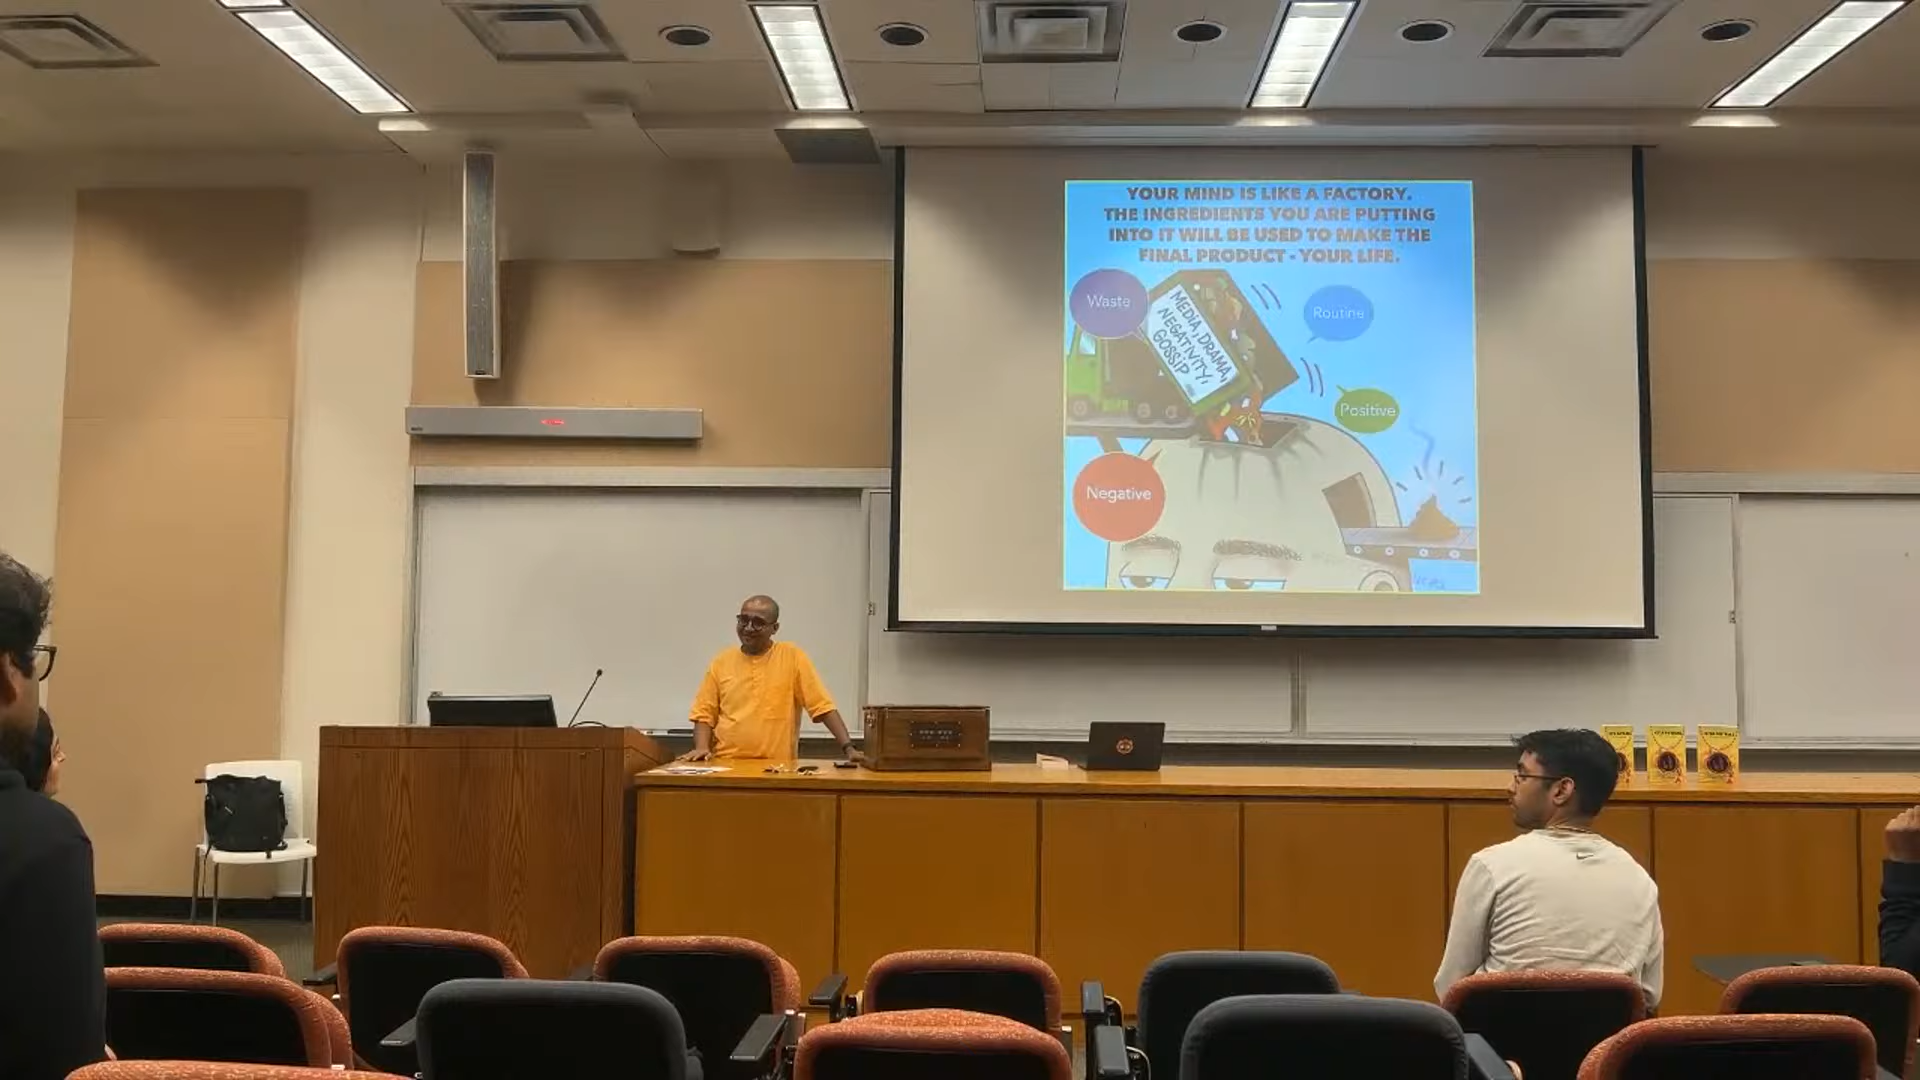 YOUR MIND IS LIKE A FACTORY.
THE INGREDIENTS YOU ARE PUTTING
INTO IT WILL BE USED TO MAKE THE
FINAL PRODUCT - YOUR LIFE.
Waste
MEDIA, DRAMA,
NEGATIVITY,
GOSSIP
Routine
Positive
Negative